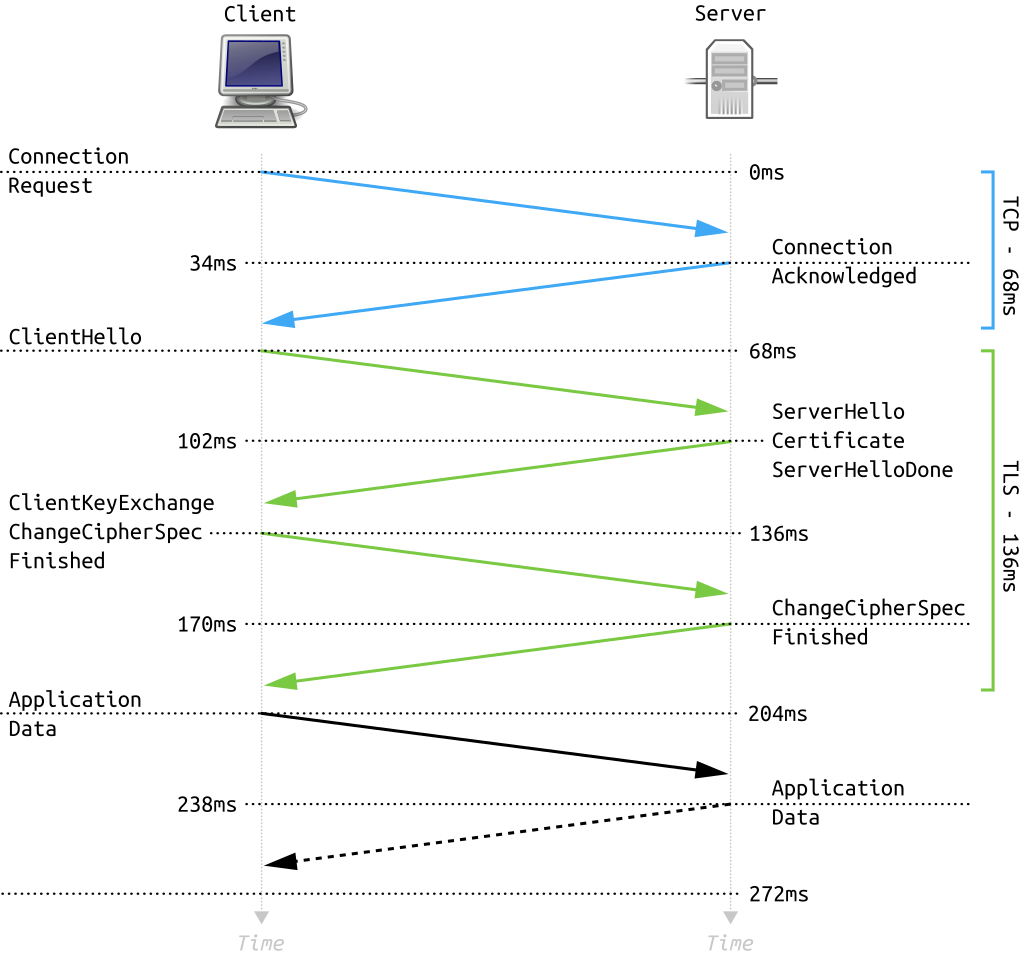 Client
Server
Connection
Request
0ms
34ms
Connection
Acknowledged
TCP - 68ms
ClientHello
68ms
102ms
ServerHello
Certificate
ServerHelloDone
ClientKeyExchange
ChangeCipherSpec
Finished
136ms
TLS - 136ms
170ms
ChangeCipherSpec
Finished
Application
Data
204ms
238ms
Application
Data
272ms
Time
Time